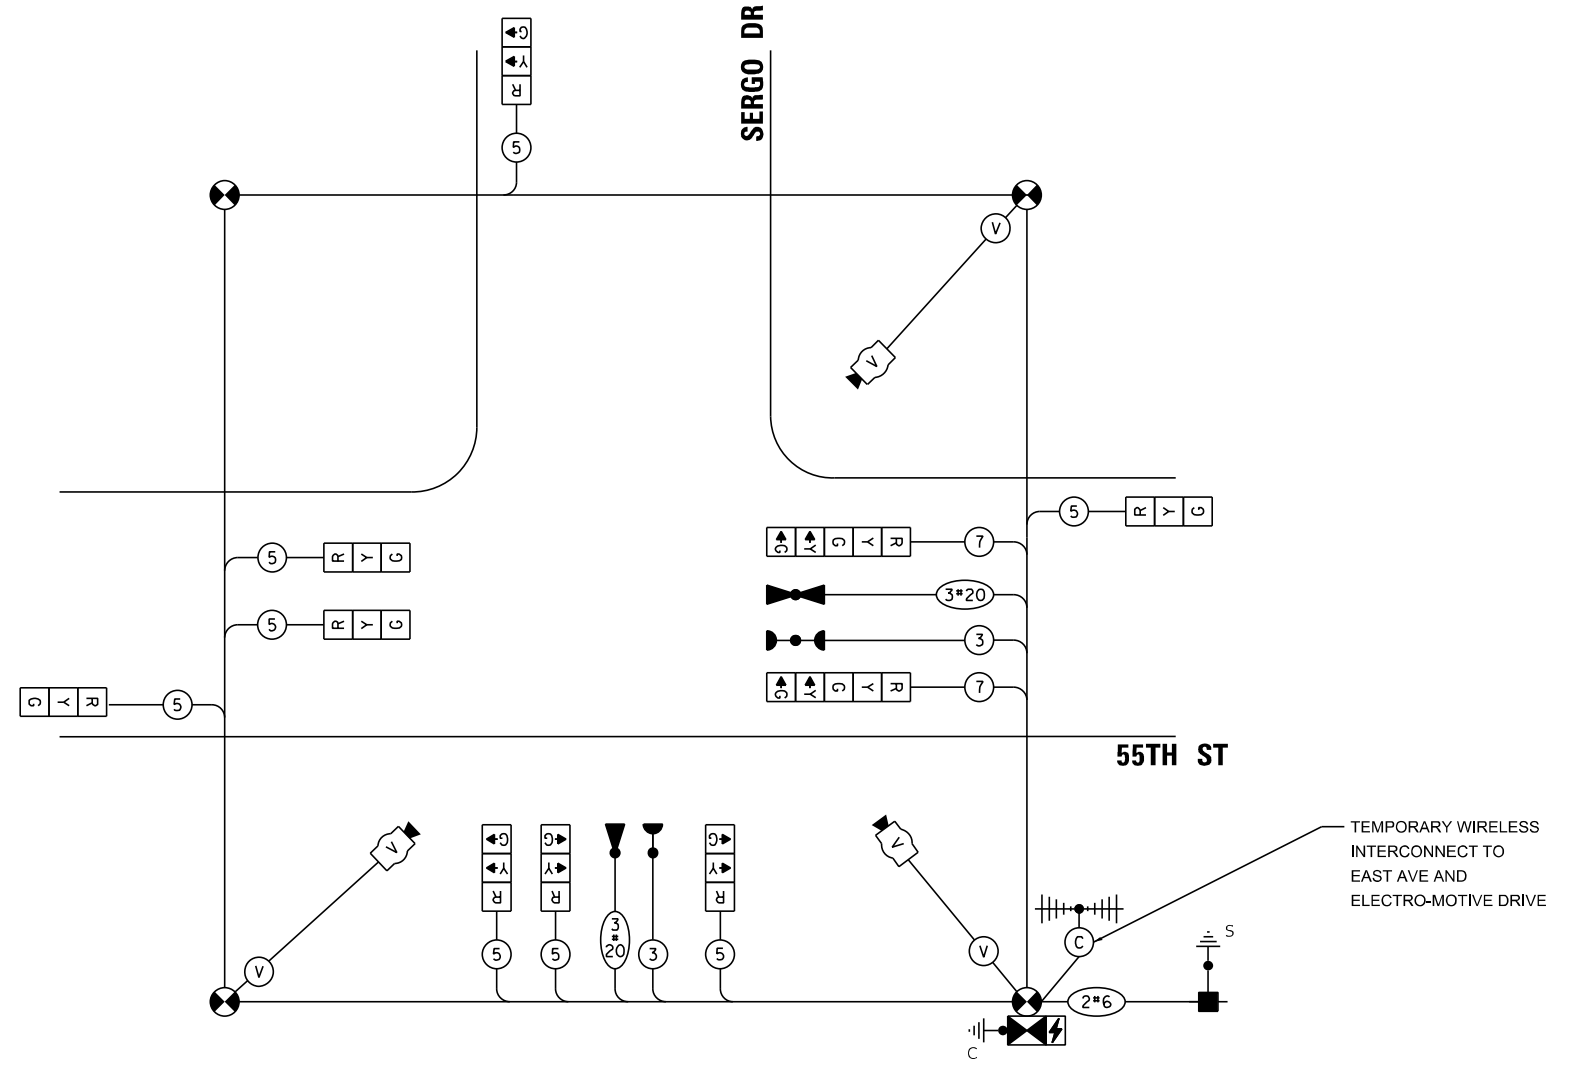 G
Y
R
5
SERGO DR
V
V
5
R Y G
G Y G Y R
7
5
R Y G
3#20
3
5
R Y G
G Y G Y R
7
G Y R
5
55TH ST
V
G
Y
R
5
G
Y
R
5
3
#
20
3
G
Y
R
5
V
V
V
TEMPORARY WIRELESS
INTERCONNECT TO
EAST AVE AND
ELECTRO-MOTIVE DRIVE
C
S
2#6
C